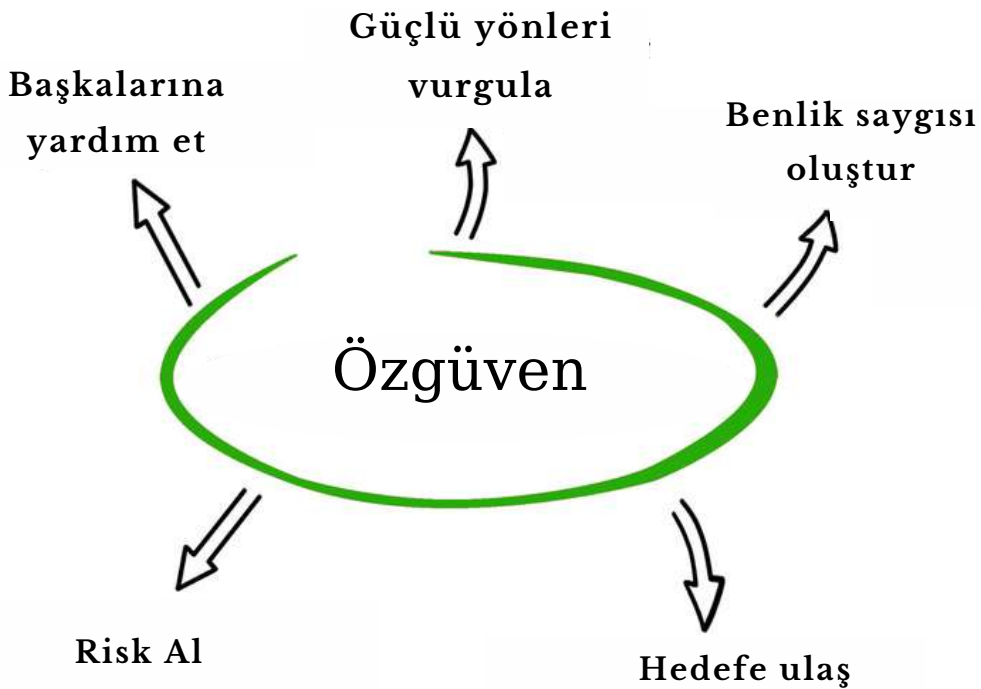 Güçlü yönleri
vurgula
Başkalarına
yardım et
Benlik saygısı
oluştur
Özgüven
Risk Al
Hedefe ulaş